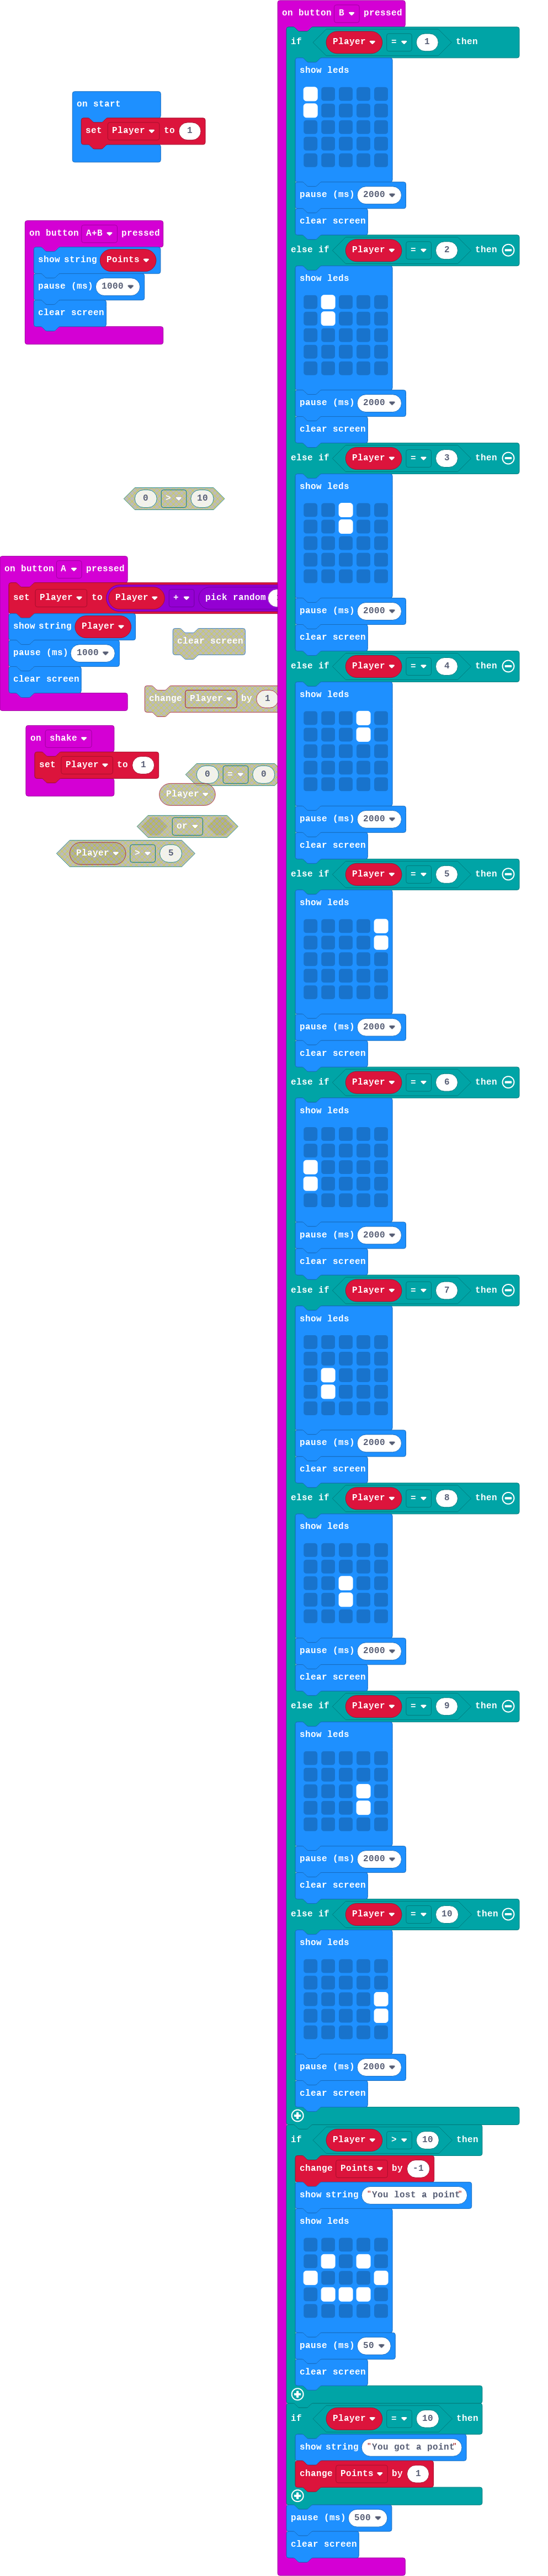 on start
set Player to 1
on button A+B pressed
show string Points
pause (ms) 1000
clear screen
0 > 10
on button A pressed
set Player to Player + pick random
show string Player
pause (ms) 1000
clear screen
clear screen
change Player by 1
on shake
set Player to 1
0 = 0
Player
or
Player > 5
on button B pressed
if Player = 1 then
show leds
pause (ms) 2000
clear screen
else if Player = 2 then
show leds
pause (ms) 2000
clear screen
else if Player = 3 then
show leds
pause (ms) 2000
clear screen
else if Player = 4 then
show leds
pause (ms) 2000
clear screen
else if Player = 5 then
show leds
pause (ms) 2000
clear screen
else if Player = 6 then
show leds
pause (ms) 2000
clear screen
else if Player = 7 then
show leds
pause (ms) 2000
clear screen
else if Player = 8 then
show leds
pause (ms) 2000
clear screen
else if Player = 9 then
show leds
pause (ms) 2000
clear screen
else if Player = 10 then
show leds
pause (ms) 2000
clear screen
if Player > 10 then
change Points by -1
show string "You lost a point"
show leds
pause (ms) 50
clear screen
if Player = 10 then
show string "You got a point"
change Points by 1
pause (ms) 500
clear screen